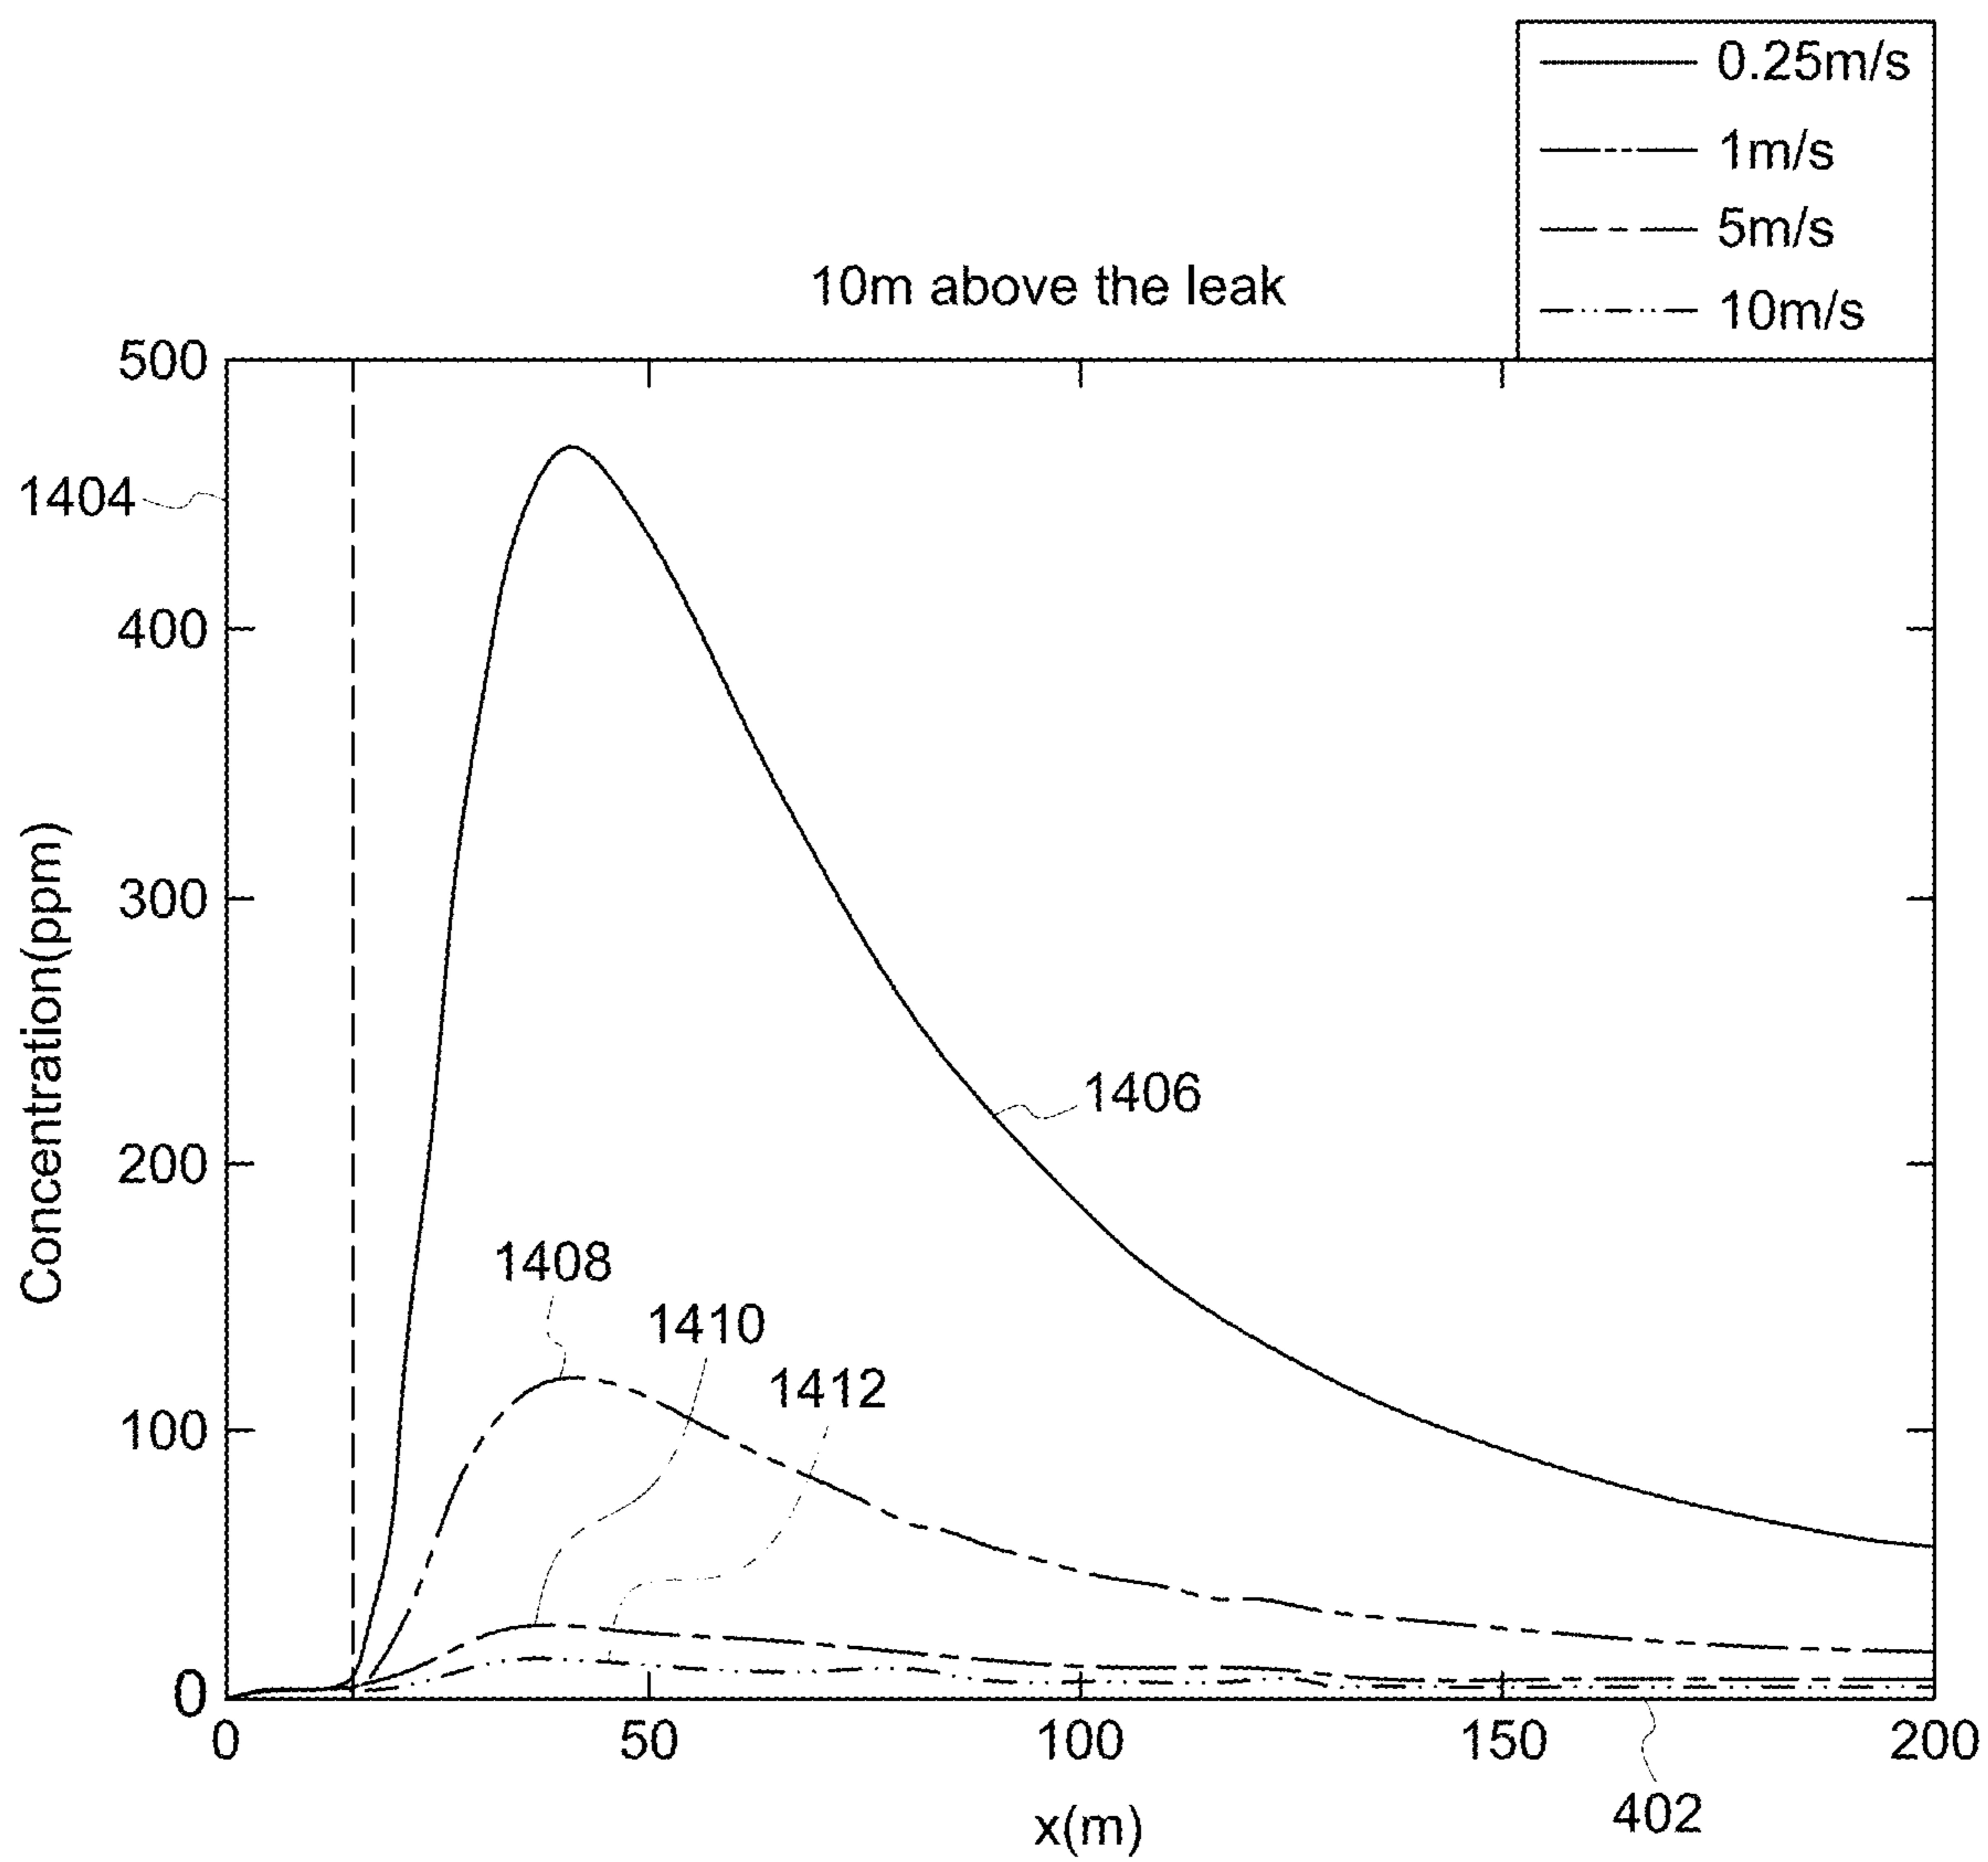 0.25m/s
1m/s
5m/s
10m/s
10m above the leak
500
1404
400
300
Concentration(ppm)
1406
200
1408
1410
1412
100
0
0
50
100
150
200
402
x(m)